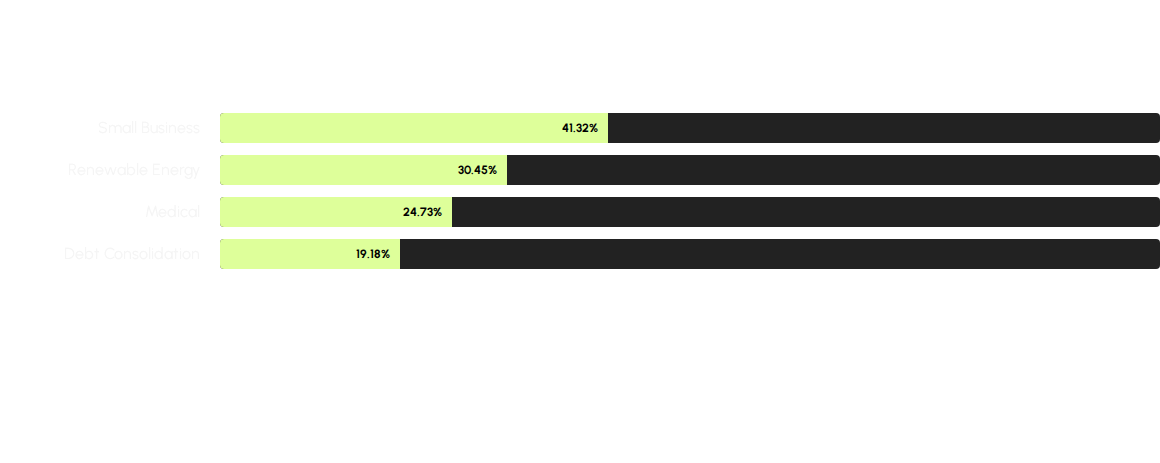 Small Business 41.32%
Renewable Energy 30.45%
Medical 24.73%
Debt Consolidation 19.18%